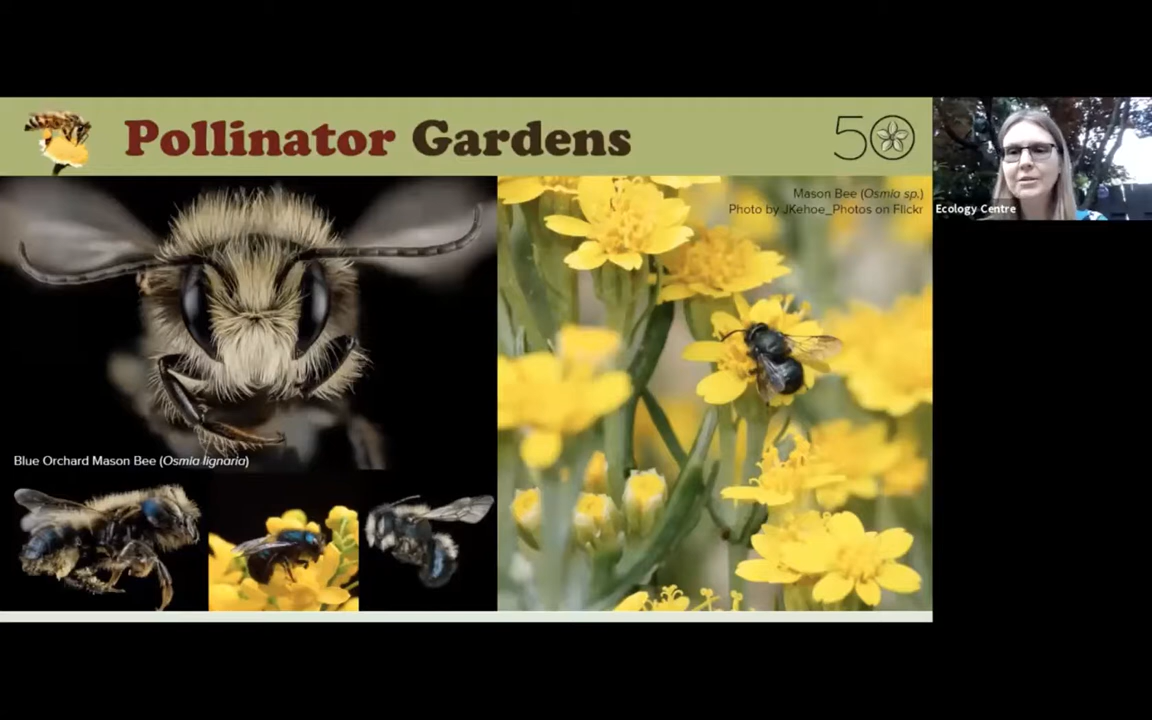 Pollinator Gardens
50
Mason Bee (Osmia sp.)
Photo by JKehoe_Photos on Flickr
Ecology Centre
Blue Orchard Mason Bee (Osmia lignaria)